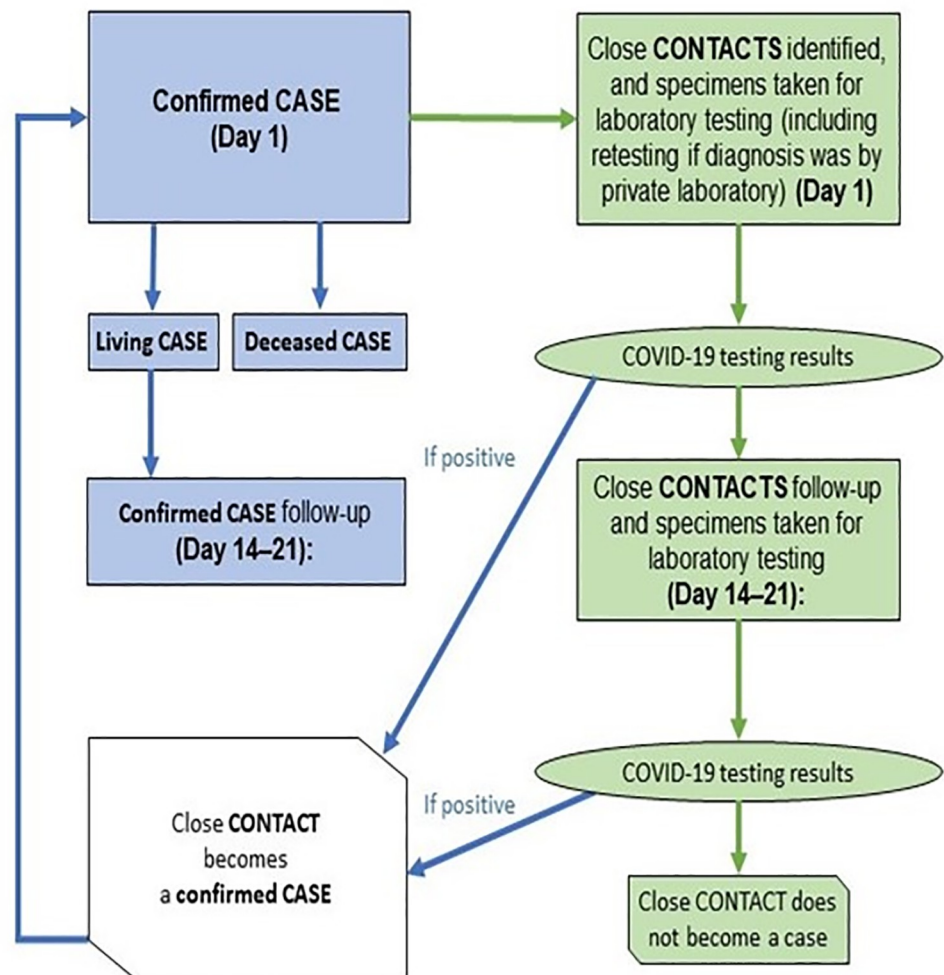 Confirmed CASE
(Day 1)
Close CONTACTS identified,
and specimens taken for
laboratory testing (including
retesting if diagnosis was by
private laboratory) (Day 1)
Living CASE
Deceased CASE
COVID-19 testing results
If positive
Confirmed CASE follow-up
(Day 14–21):
Close CONTACTS follow-up
and specimens taken for
laboratory testing
(Day 14–21):
COVID-19 testing results
If positive
Close CONTACT
becomes
a confirmed CASE
Close CONTACT does
not become a case